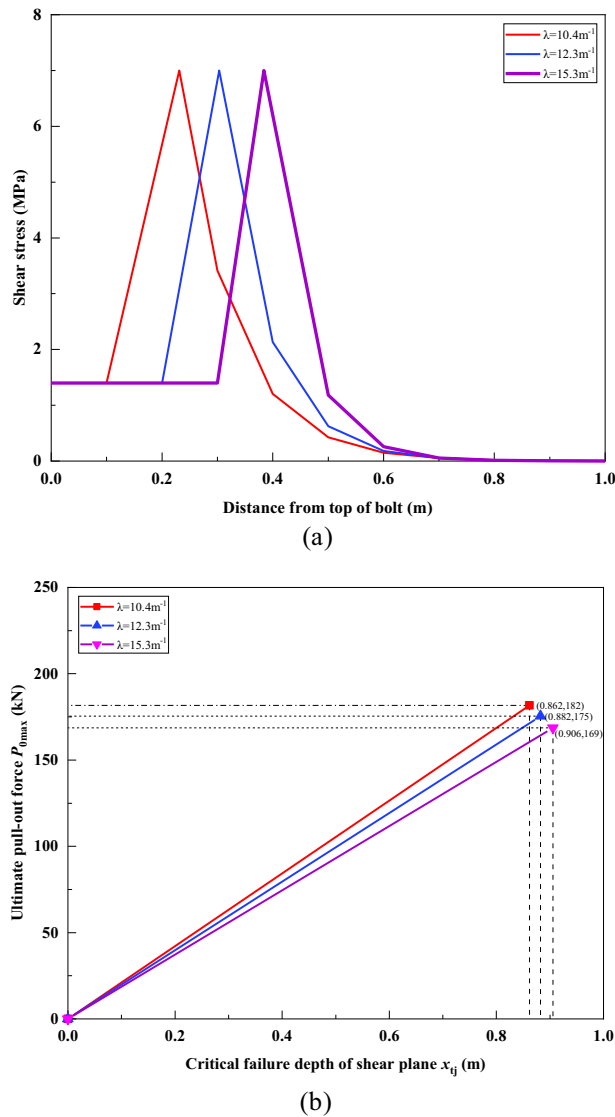 8
λ=10.4m⁻¹
λ=12.3m⁻¹
λ=15.3m⁻¹
6
Shear stress (MPa)
4
2
0
0.0 0.2 0.4 0.6 0.8 1.0
Distance from top of bolt (m)
(a)
250
λ=10.4m⁻¹
λ=12.3m⁻¹
λ=15.3m⁻¹
200
(0.862,182)
(0.882,175)
(0.906,169)
Ultimate pull-out force P₀ₘₐₓ (kN)
150
100
50
0
0.0 0.2 0.4 0.6 0.8 1.0
Critical failure depth of shear plane xₜⱼ (m)
(b)